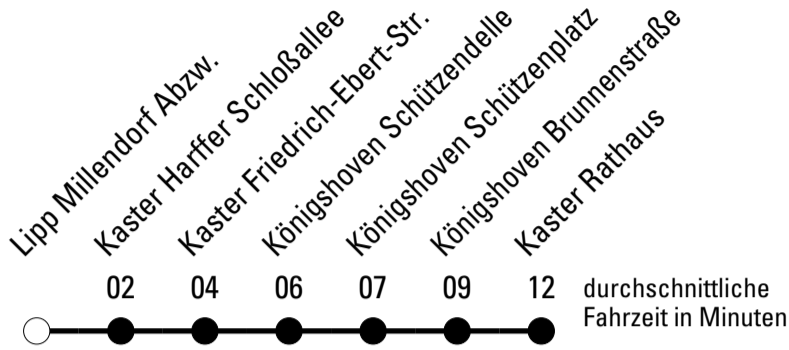 Lipp Millendorf Abzw.
Kaster Harffer Schloßallee
Kaster Friedrich-Ebert-Str.
Königshoven Schützendelle
Königshoven Schützenplatz
Königshoven Brunnenstraße
Kaster Rathaus
02 04 06 07 09 12
durchschnittliche
Fahrzeit in Minuten